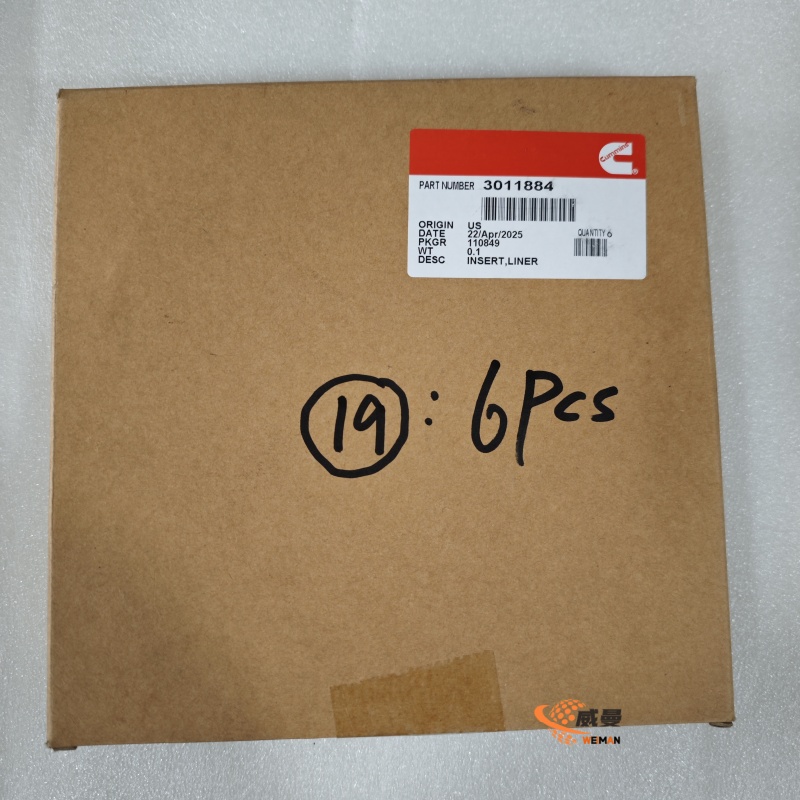 Cummins
PART NUMBER 3011884
ORIGIN US
DATE 22/Apr/2025
QUANTITY 6
PKGR 110849
WT 0.1
DESC INSERT,LINER
19 : 6Pcs
威曼
WEMAN